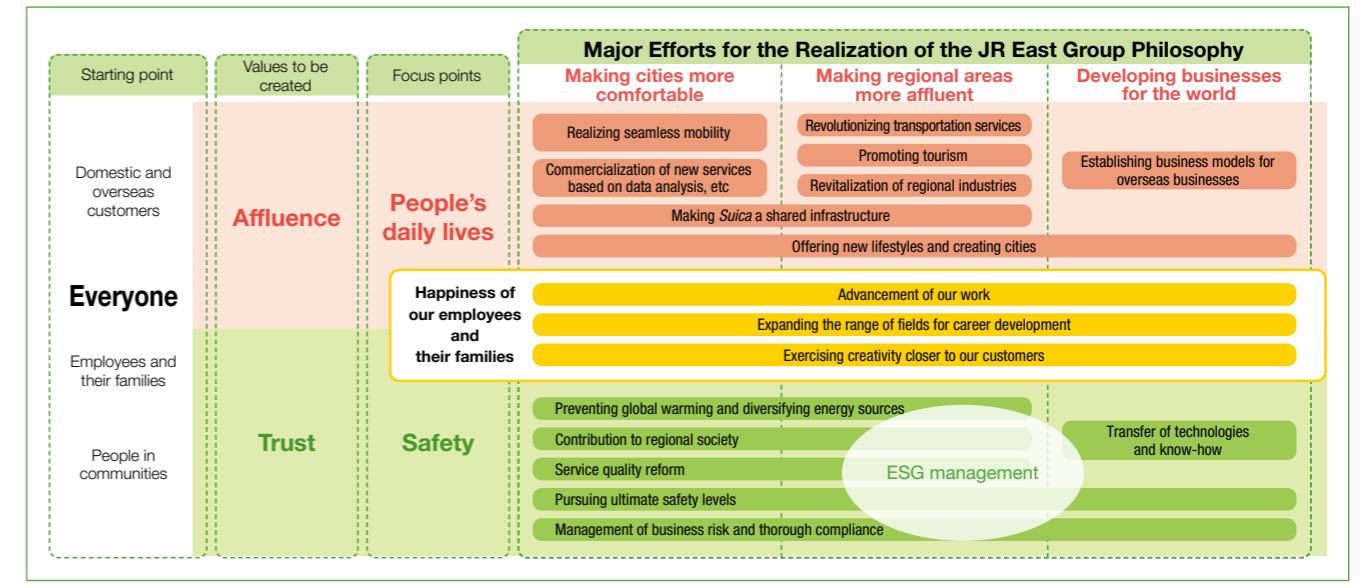 Major Efforts for the Realization of the JR East Group Philosophy
Starting point
Values to be
created
Focus points
Making cities more
comfortable
Making regional areas
more affluent
Developing businesses
for the world
Domestic and
overseas
customers
Everyone
Employees and
their families
People in
communities
Affluence
Trust
People's
daily lives
Safety
Realizing seamless mobility
Commercialization of new services
based on data analysis, etc
Revolutionizing transportation services
Promoting tourism
Revitalization of regional industries
Establishing business models for
overseas businesses
Making Suica a shared infrastructure
Offering new lifestyles and creating cities
Happiness of
our employees
and
their families
Advancement of our work
Expanding the range of fields for career development
Exercising creativity closer to our customers
Preventing global warming and diversifying energy sources
Contribution to regional society
Service quality reform
Pursuing ultimate safety levels
Management of business risk and thorough compliance
ESG management
Transfer of technologies
and know-how